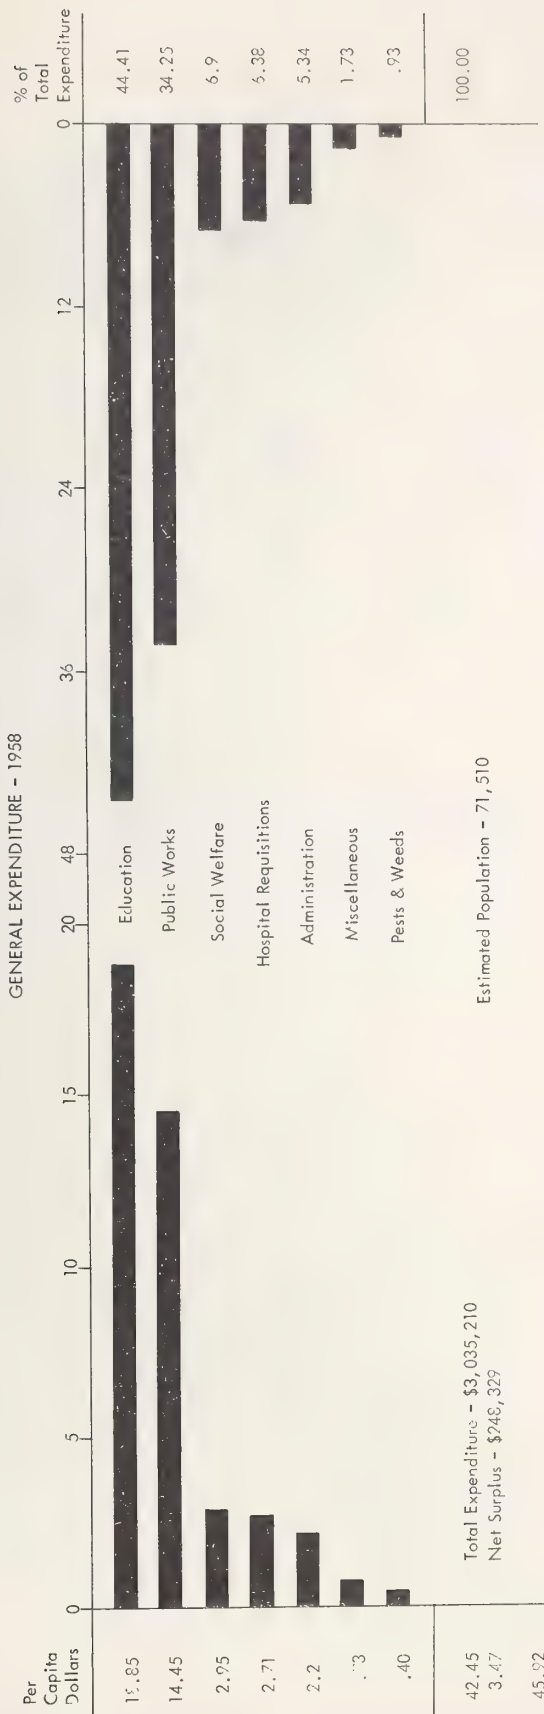 GENERAL EXPENDITURE - 1958
Per
Capita
Dollars
0 5 10 15 20 48 36 24 12 0
% of
Total
Expenditure
Education 44.41
14.45 Public Works 34.25
2.95 Social Welfare 6.9
2.71 Hospital Requisitions
2.2 Administration 5.34
Miscellaneous 1.73
.40 Pests & Weeds .93
42.45 Total Expenditure - $3,035,210 Estimated Population - 71,510 100.00
3.47 Net Surplus -
45.92